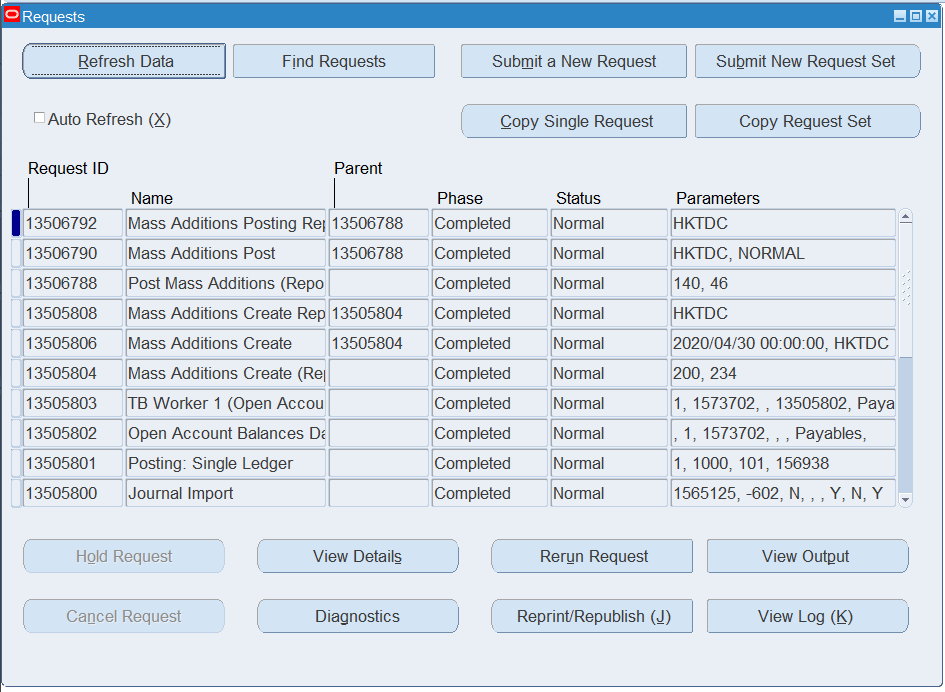 Requests
Refresh Data Find Requests Submit a New Request Submit New Request Set
Auto Refresh (X) Copy Single Request Copy Request Set
Request ID Parent
Name Phase Status Parameters
13506792 Mass Additions Posting Rep 13506788 Completed Normal HKTDC
13506790 Mass Additions Post 13506788 Completed Normal HKTDC, NORMAL
13506788 Post Mass Additions (Repo Completed Normal 140, 46
13505808 Mass Additions Create Rep 13505804 Completed Normal HKTDC
13505806 Mass Additions Create 13505804 Completed Normal 2020/04/30 00:00:00, HKTDC
13505804 Mass Additions Create (Rep Completed Normal 200, 234
13505803 TB Worker 1 (Open Accou Completed Normal 1, 1573702, , 13505802, Paya
13505802 Open Account Balances Da Completed Normal , 1, 1573702, , , Payables,
13505801 Posting: Single Ledger Completed Normal 1, 1000, 101, 156938
13505800 Journal Import Completed Normal 1565125, -602, N, , , Y, N, Y
Hold Request View Details Rerun Request View Output
Cancel Request Diagnostics Reprint/Republish (J) View Log (K)